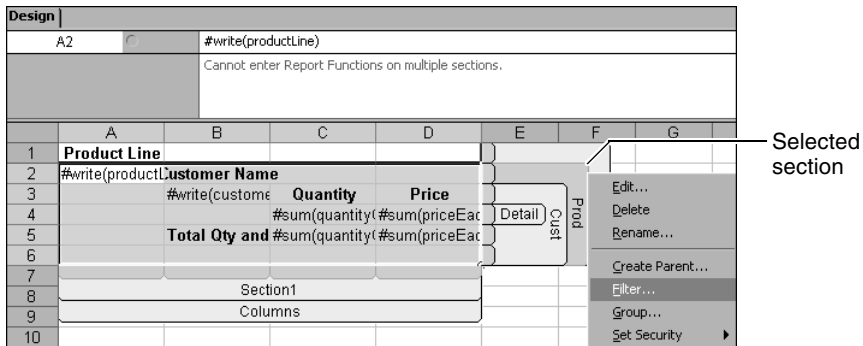 Design
A2 #write(productLine)
Cannot enter Report Functions on multiple sections.
A B C D E F G
1 Product Line
2 #write(productL ustomer Name
3 #write(custome Quantity Price
4 #sum(quantity #sum(priceEac Detail
5 Total Qty and #sum(quantity #sum(priceEac
6
7
8 Section1
9 Columns
10
Cust
Prod
Selected
section
Edit...
Delete
Rename...
Create Parent...
Filter...
Group...
Set Security